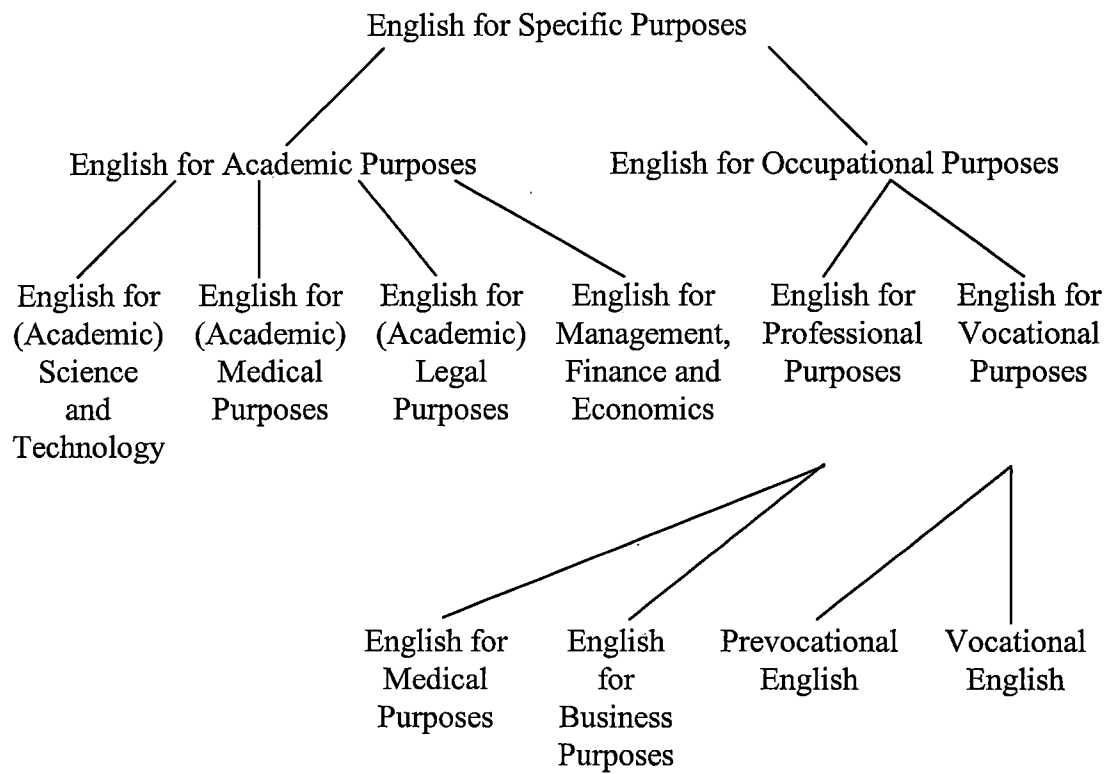 English for Specific Purposes
English for Academic Purposes
English for Occupational Purposes
English for
(Academic)
Science
and
Technology
English for
(Academic)
Medical
Purposes
English for
(Academic)
Legal
Purposes
English for
Management,
Finance and
Economics
English for
Professional
Purposes
English for
Vocational
Purposes
English for
Medical
Purposes
English
for
Business
Purposes
Prevocational
English
Vocational
English